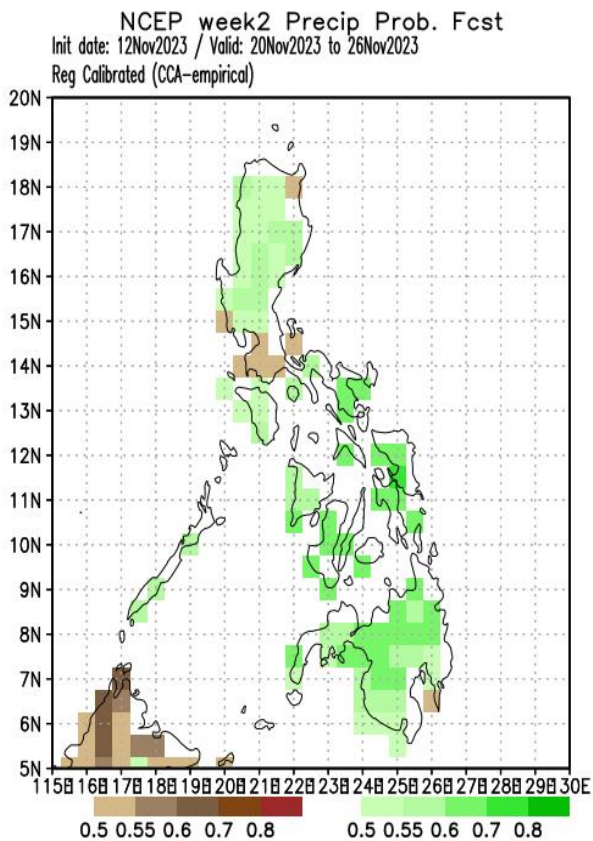 NCEP week2 Precip Prob. Fcst
Init date: 12Nov2023 / Valid: 20Nov2023 to 26Nov2023
Reg Calibrated (CCA-empirical)
20N
19N
18N
17N
16N
15N
14N
13N
12N
11N
10N
9N
8N
7N
6N
5N
115E 116E 117E 118E 119E 120E 121E 122E 123E 124E 125E 126E 127E 128E 129E 130E
0.5 0.55 0.6 0.7 0.8 0.5 0.55 0.6 0.7 0.8